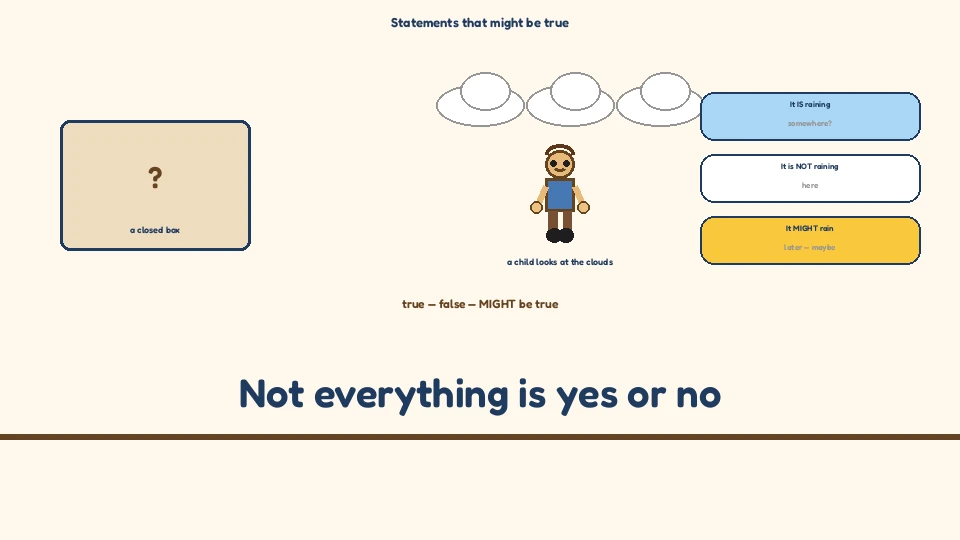 Statements that might be true
?
a closed box
a child looks at the clouds
It IS raining
somewhere?
It is NOT raining
here
It MIGHT rain
later — maybe
true — false — MIGHT be true
Not everything is yes or no